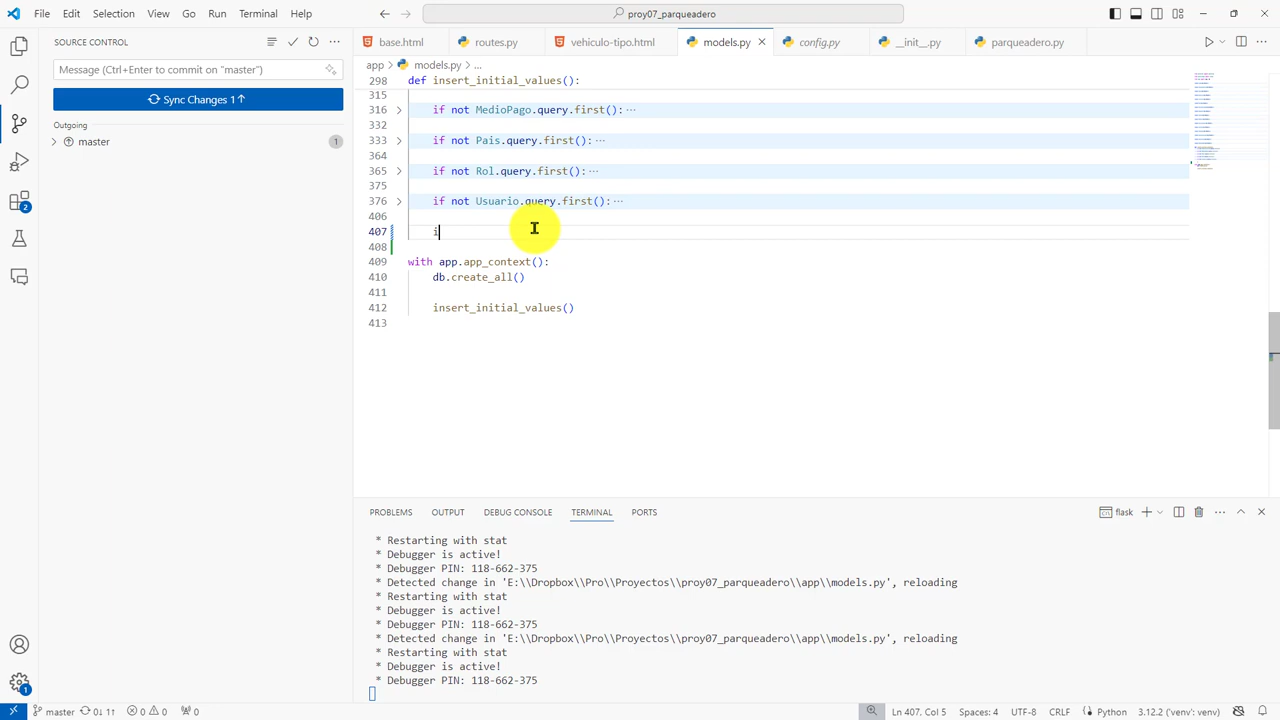 File Edit Selection View Go Run Terminal Help
proy07_parqueadero
SOURCE CONTROL
base.html routes.py vehiculo-tipo.html models.py config.py __init__.py parqueadero.py
Message (Ctrl+Enter to commit on "master")
app > models.py > ...
298 def insert_initial_values():
Sync Changes 1↑
315
316 if not MedioPago.query.first(): ···
Outgoing
332
master
333 if not Pais.query.first(): ···
364
365 if not Rol.query.first(): ···
375
376 if not Usuario.query.first(): ···
406
407 i
408
409 with app.app_context():
410 db.create_all()
411
412 insert_initial_values()
413
PROBLEMS OUTPUT DEBUG CONSOLE TERMINAL PORTS
flask
* Restarting with stat
* Debugger is active!
* Debugger PIN: 118-662-375
* Detected change in 'E:\\Dropbox\\Pro\\Proyectos\\proy07_parqueadero\\app\\models.py', reloading
* Restarting with stat
* Debugger is active!
* Debugger PIN: 118-662-375
* Detected change in 'E:\\Dropbox\\Pro\\Proyectos\\proy07_parqueadero\\app\\models.py', reloading
* Restarting with stat
* Debugger is active!
* Debugger PIN: 118-662-375
master 0↓ 1↑ 0 0 0 Ln 407, Col 5 Spaces: 4 UTF-8 CRLF Python 3.12.2 ('venv': venv)